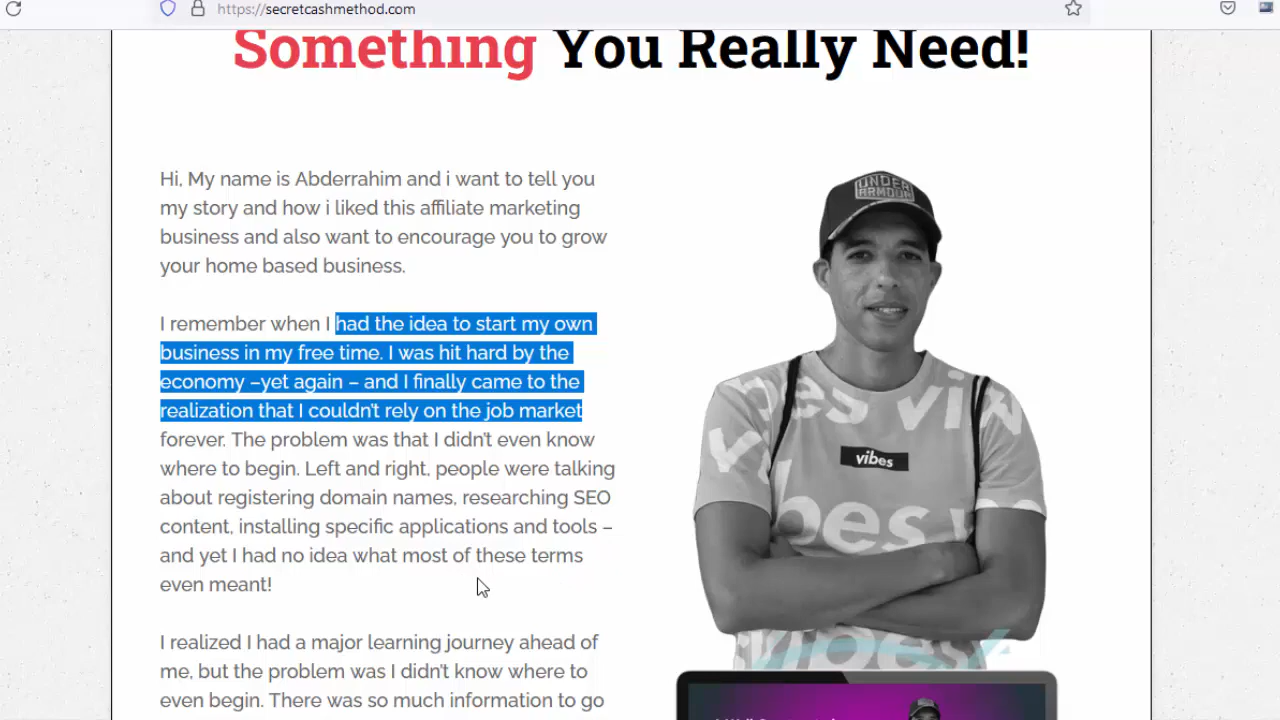 https://secretcashmethod.com
Something You Really Need!
Hi, My name is Abderrahim and i want to tell you
my story and how i liked this affiliate marketing
business and also want to encourage you to grow
your home based business.
I remember when I had the idea to start my own
business in my free time. I was hit hard by the
economy –yet again – and I finally came to the
realization that I couldn't rely on the job market
forever. The problem was that I didn't even know
where to begin. Left and right, people were talking
about registering domain names, researching SEO
content, installing specific applications and tools –
and yet I had no idea what most of these terms
even meant!
I realized I had a major learning journey ahead of
me, but the problem was I didn't know where to
even begin. There was so much information to go
UNDER
ARMOUR
vibes